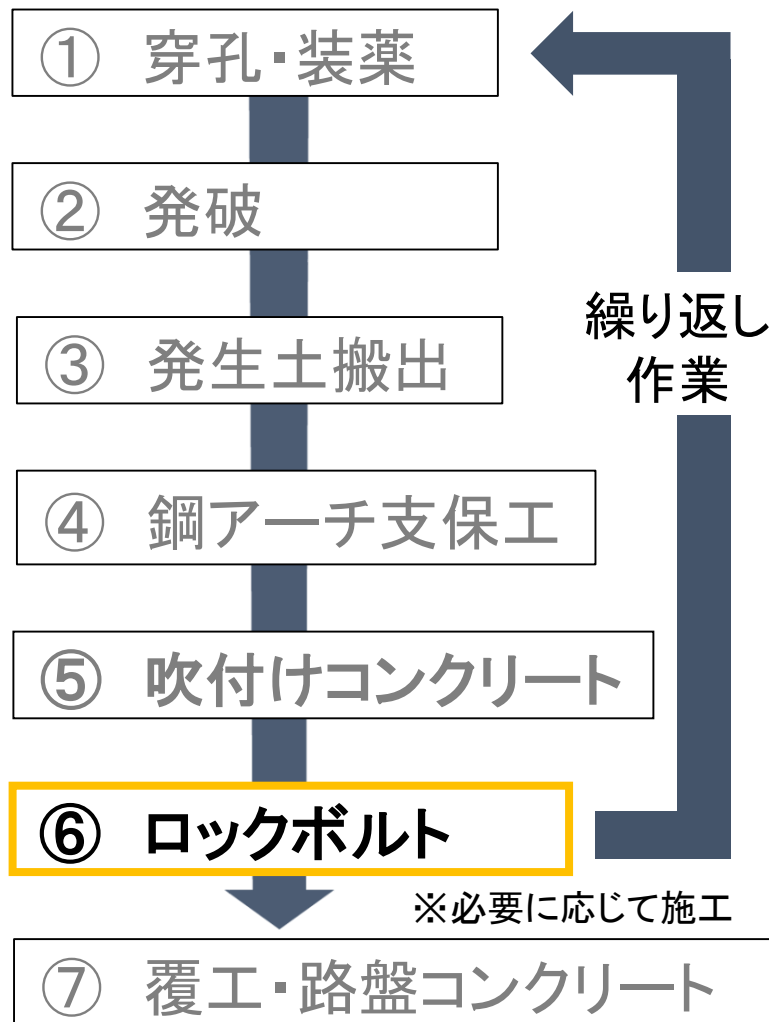 ① 穿孔・装薬
② 発破
③ 発生土搬出
繰り返し
作業
④ 鋼アーチ支保工
⑤ 吹付けコンクリート
⑥ ロックボルト
※必要に応じて施工
⑦ 覆工・路盤コンクリート